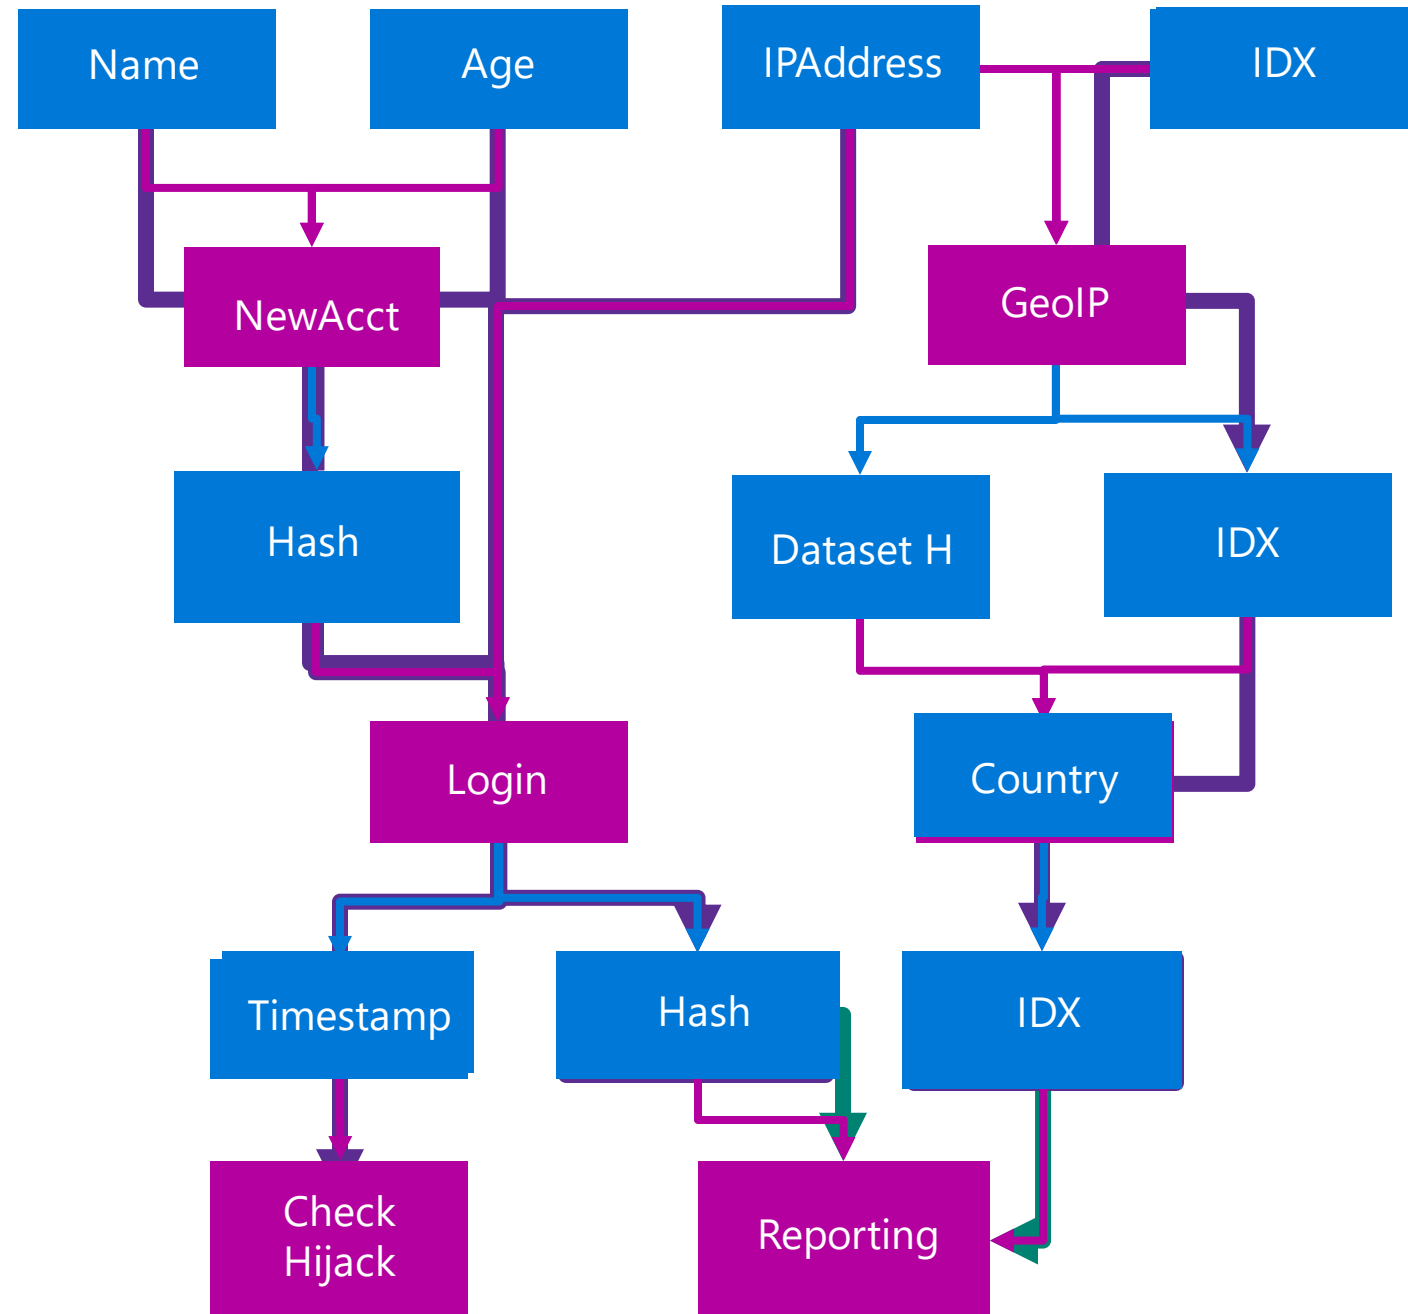 Name
Age
IPAddress
IDX
NewAcct
GeoIP
Hash
Dataset H
IDX
Login
Country
Timestamp
Hash
IDX
Check
Hijack
Reporting